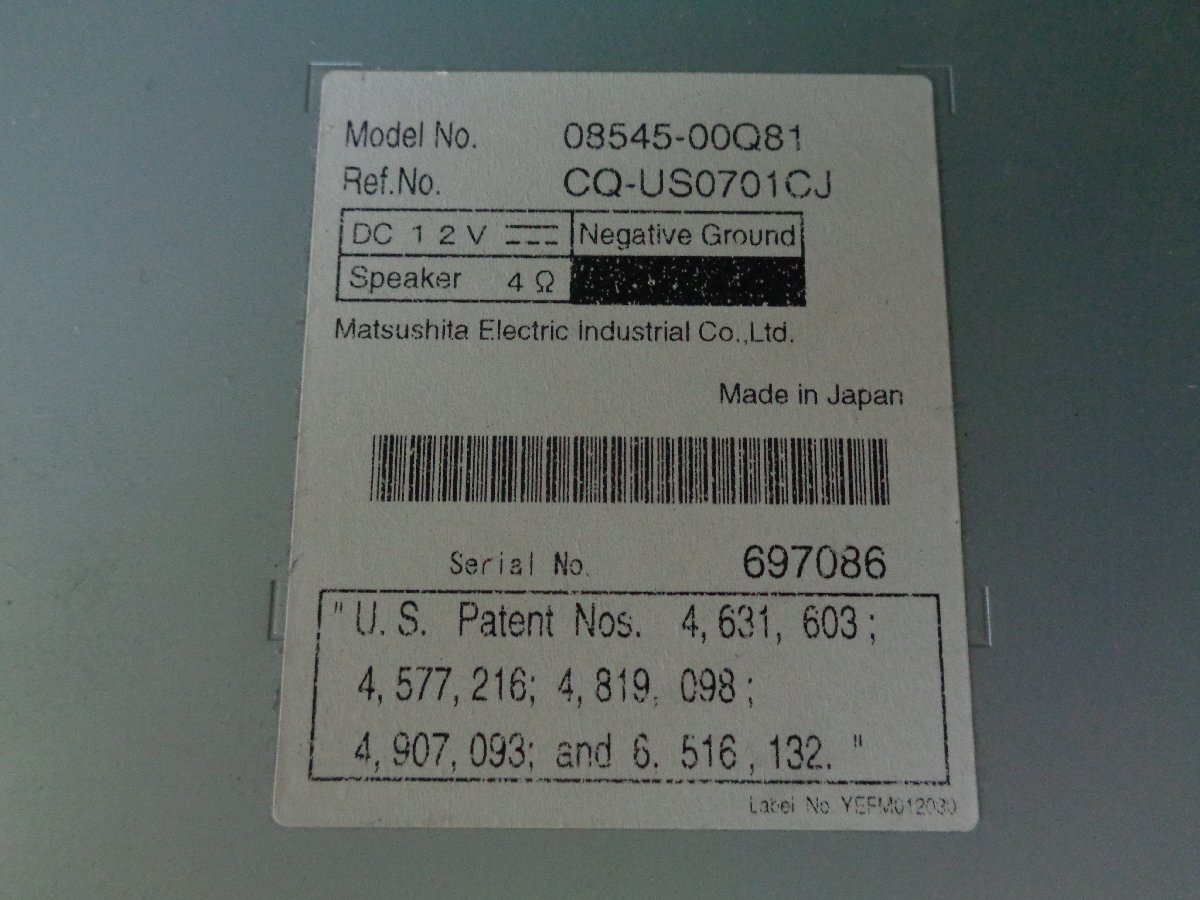 Model No. 08545-00Q81
Ref.No. CQ-US0701CJ
DC 12V Negative Ground
Speaker 4Ω
Matsushita Electric Industrial Co.,Ltd.
Made in Japan
Serial No. 697086
"U.S. Patent Nos. 4,631,603;
4,577,216; 4,819,098;
4,907,093; and 6,516,132."
Label No. YEFM012030